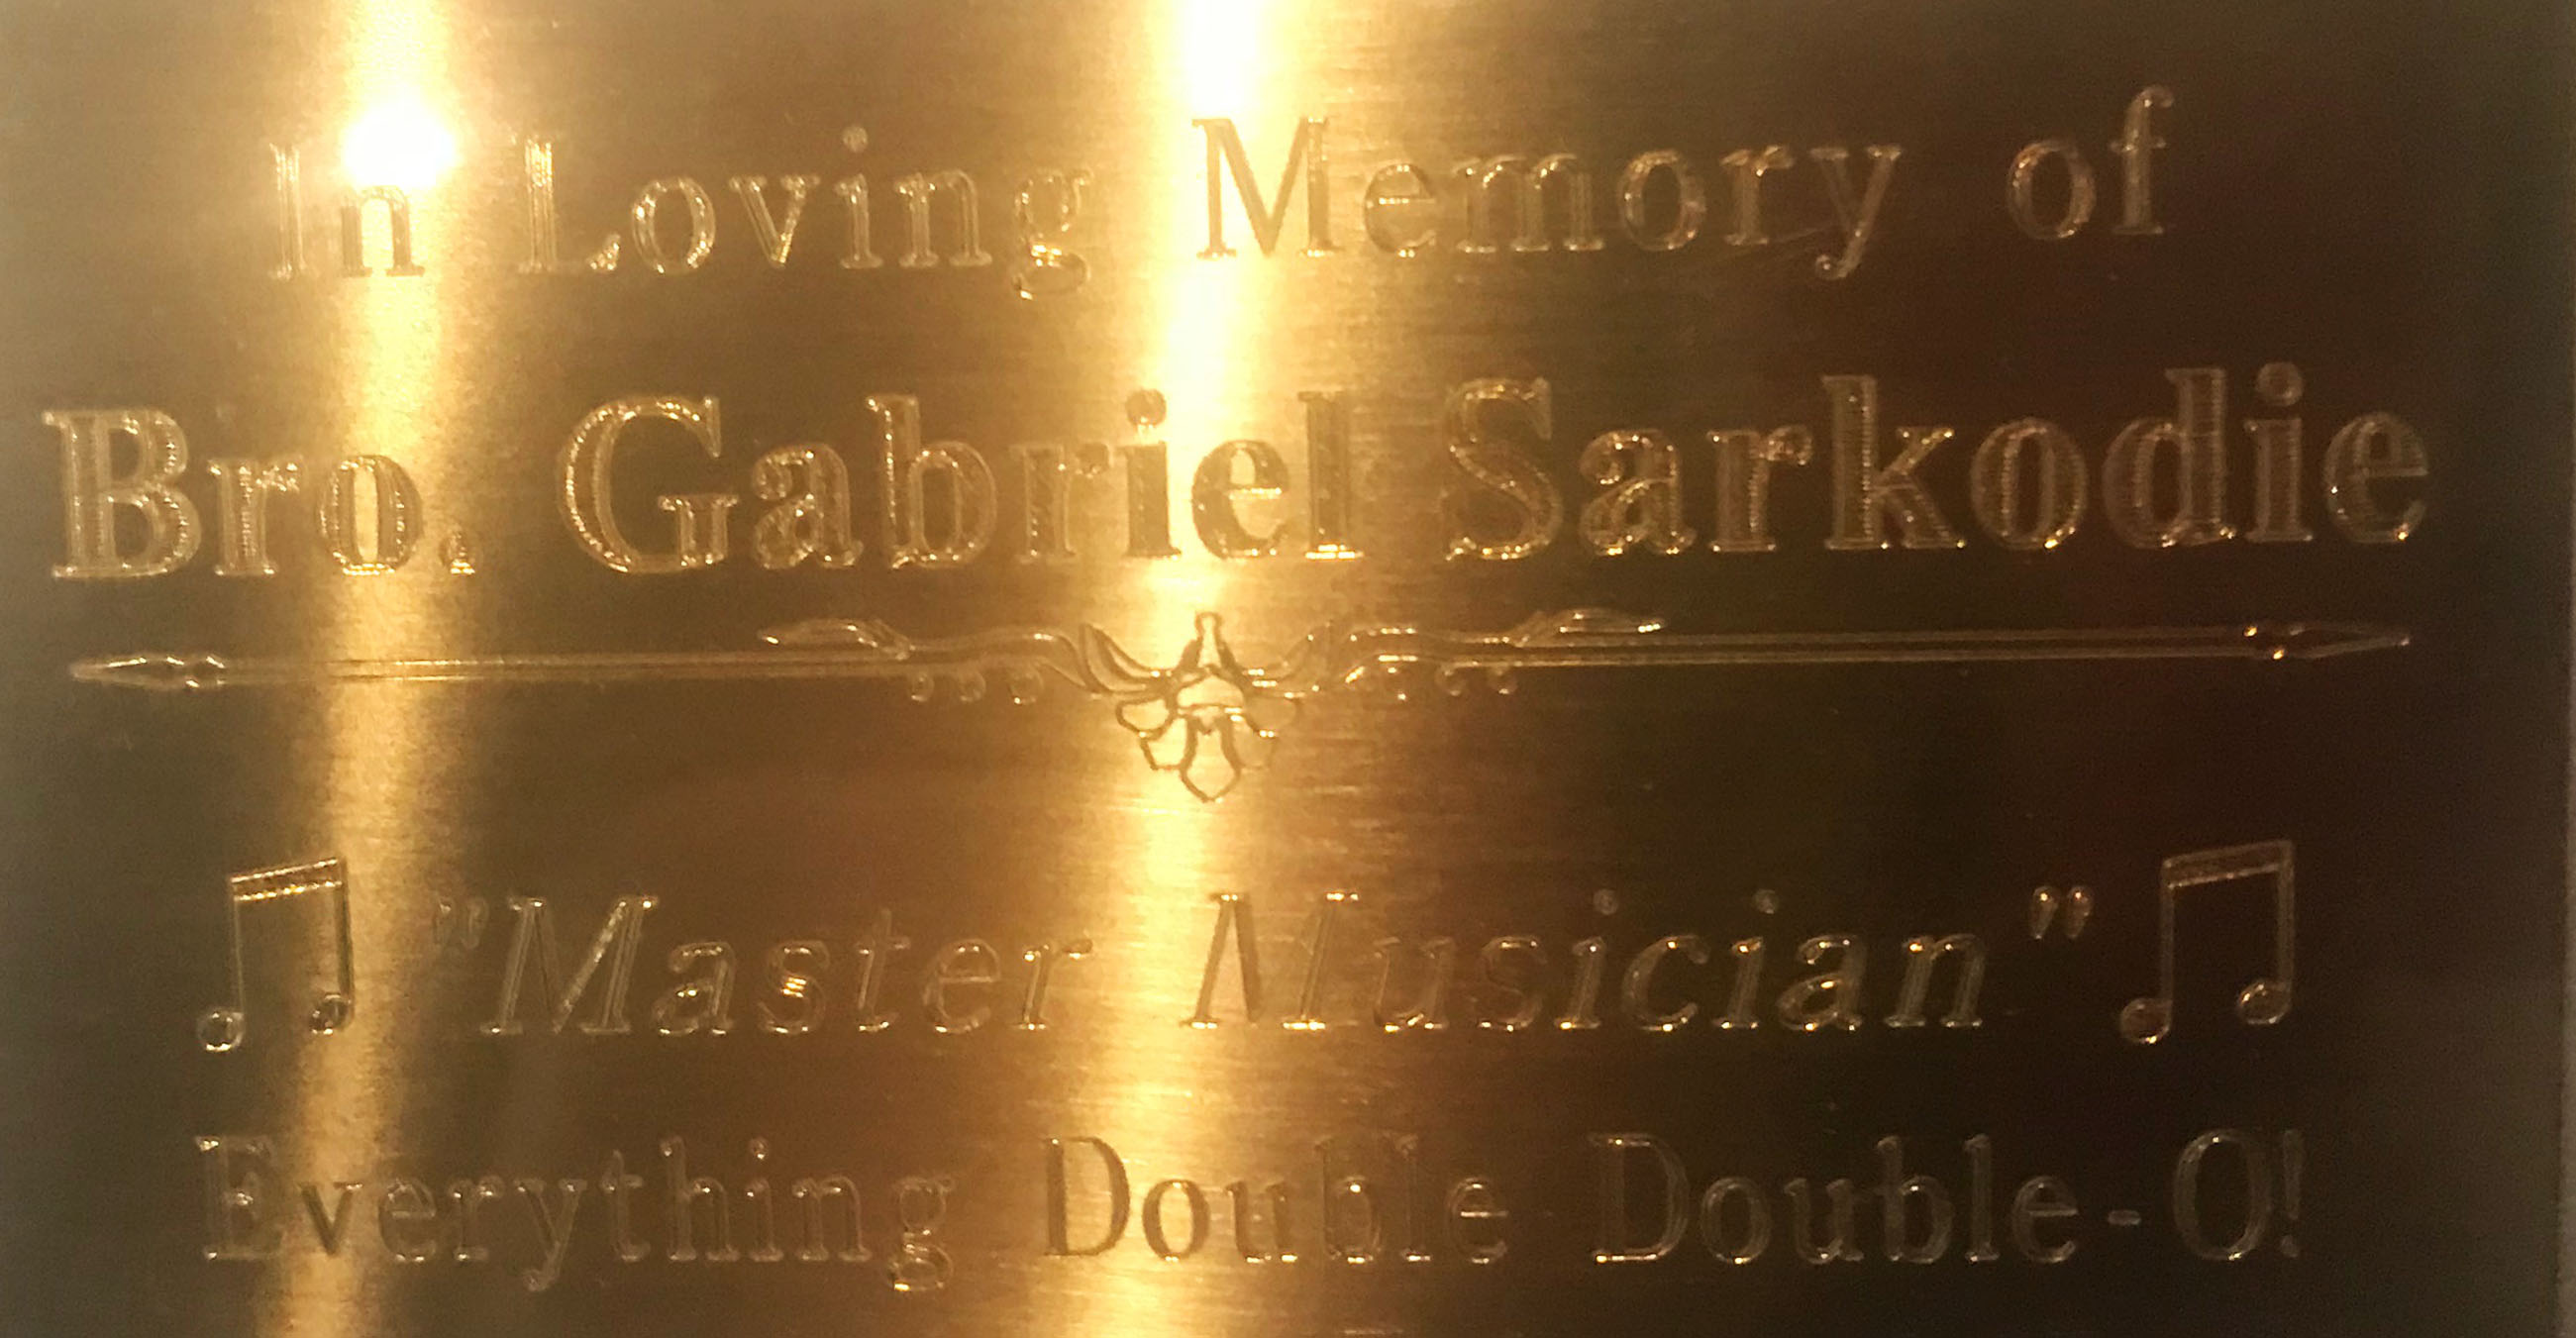 In Loving Memory of
Bro. Gabriel Sarkodie
♫ "Master Musician" ♫
Everything Double Double-O!